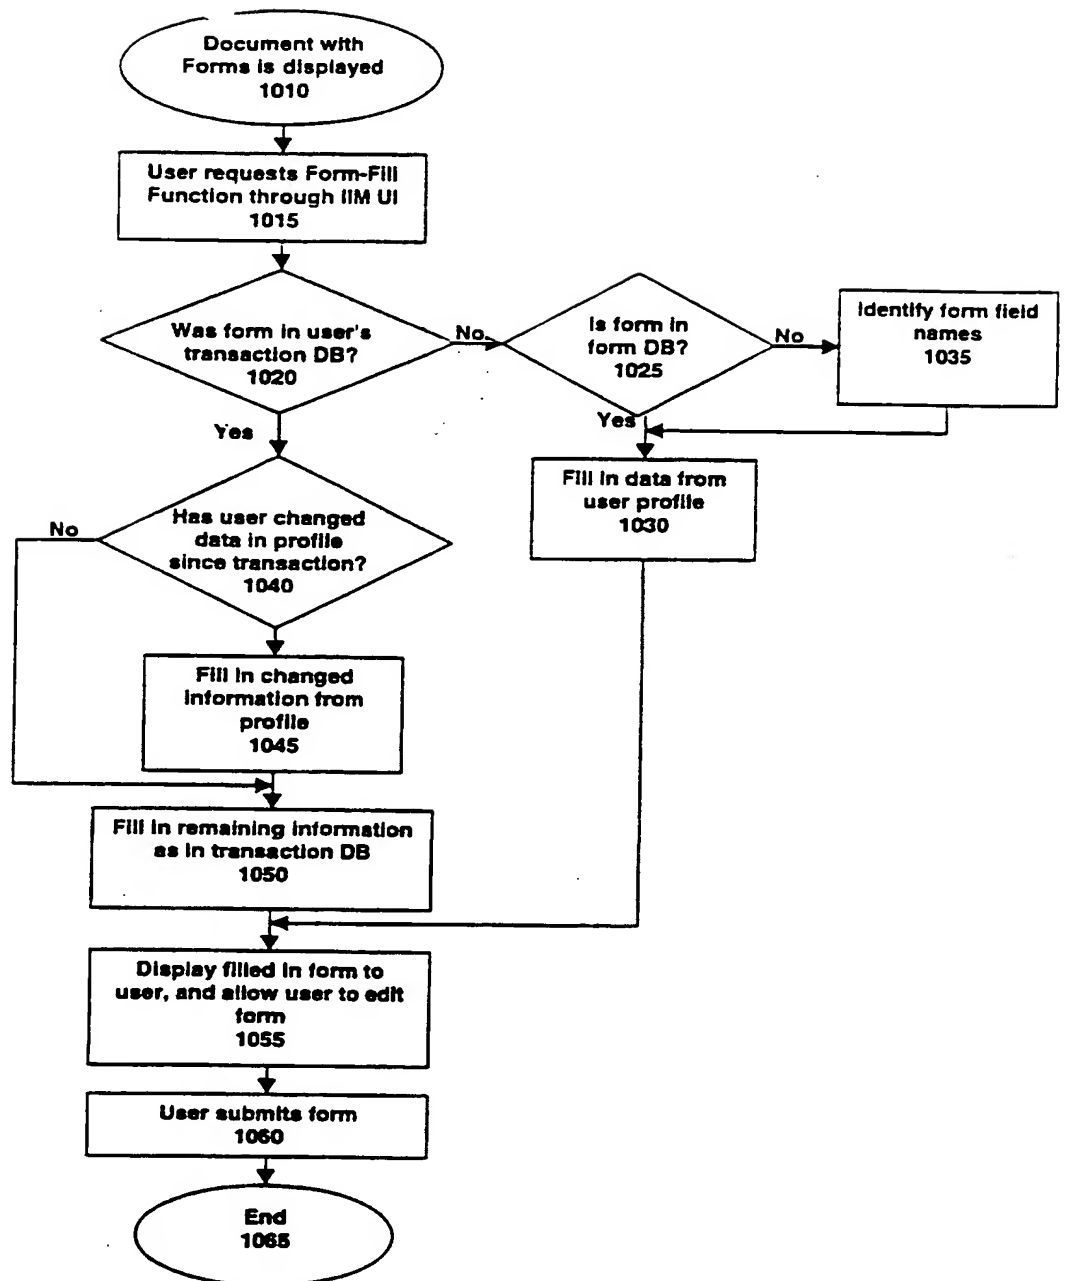 Document with
Forms is displayed
1010
User requests Form-Fill
Function through IIM UI
1015
Was form in user's
transaction DB?
1020
No
Is form in
form DB?
1025
No
Identify form field
names
1035
Yes
Yes
Fill in data from
user profile
1030
No
Has user changed
data in profile
since transaction?
1040
Fill in changed
information from
profile
1045
Fill in remaining information
as in transaction DB
1050
Display filled in form to
user, and allow user to edit
form
1055
User submits form
1060
End
1065